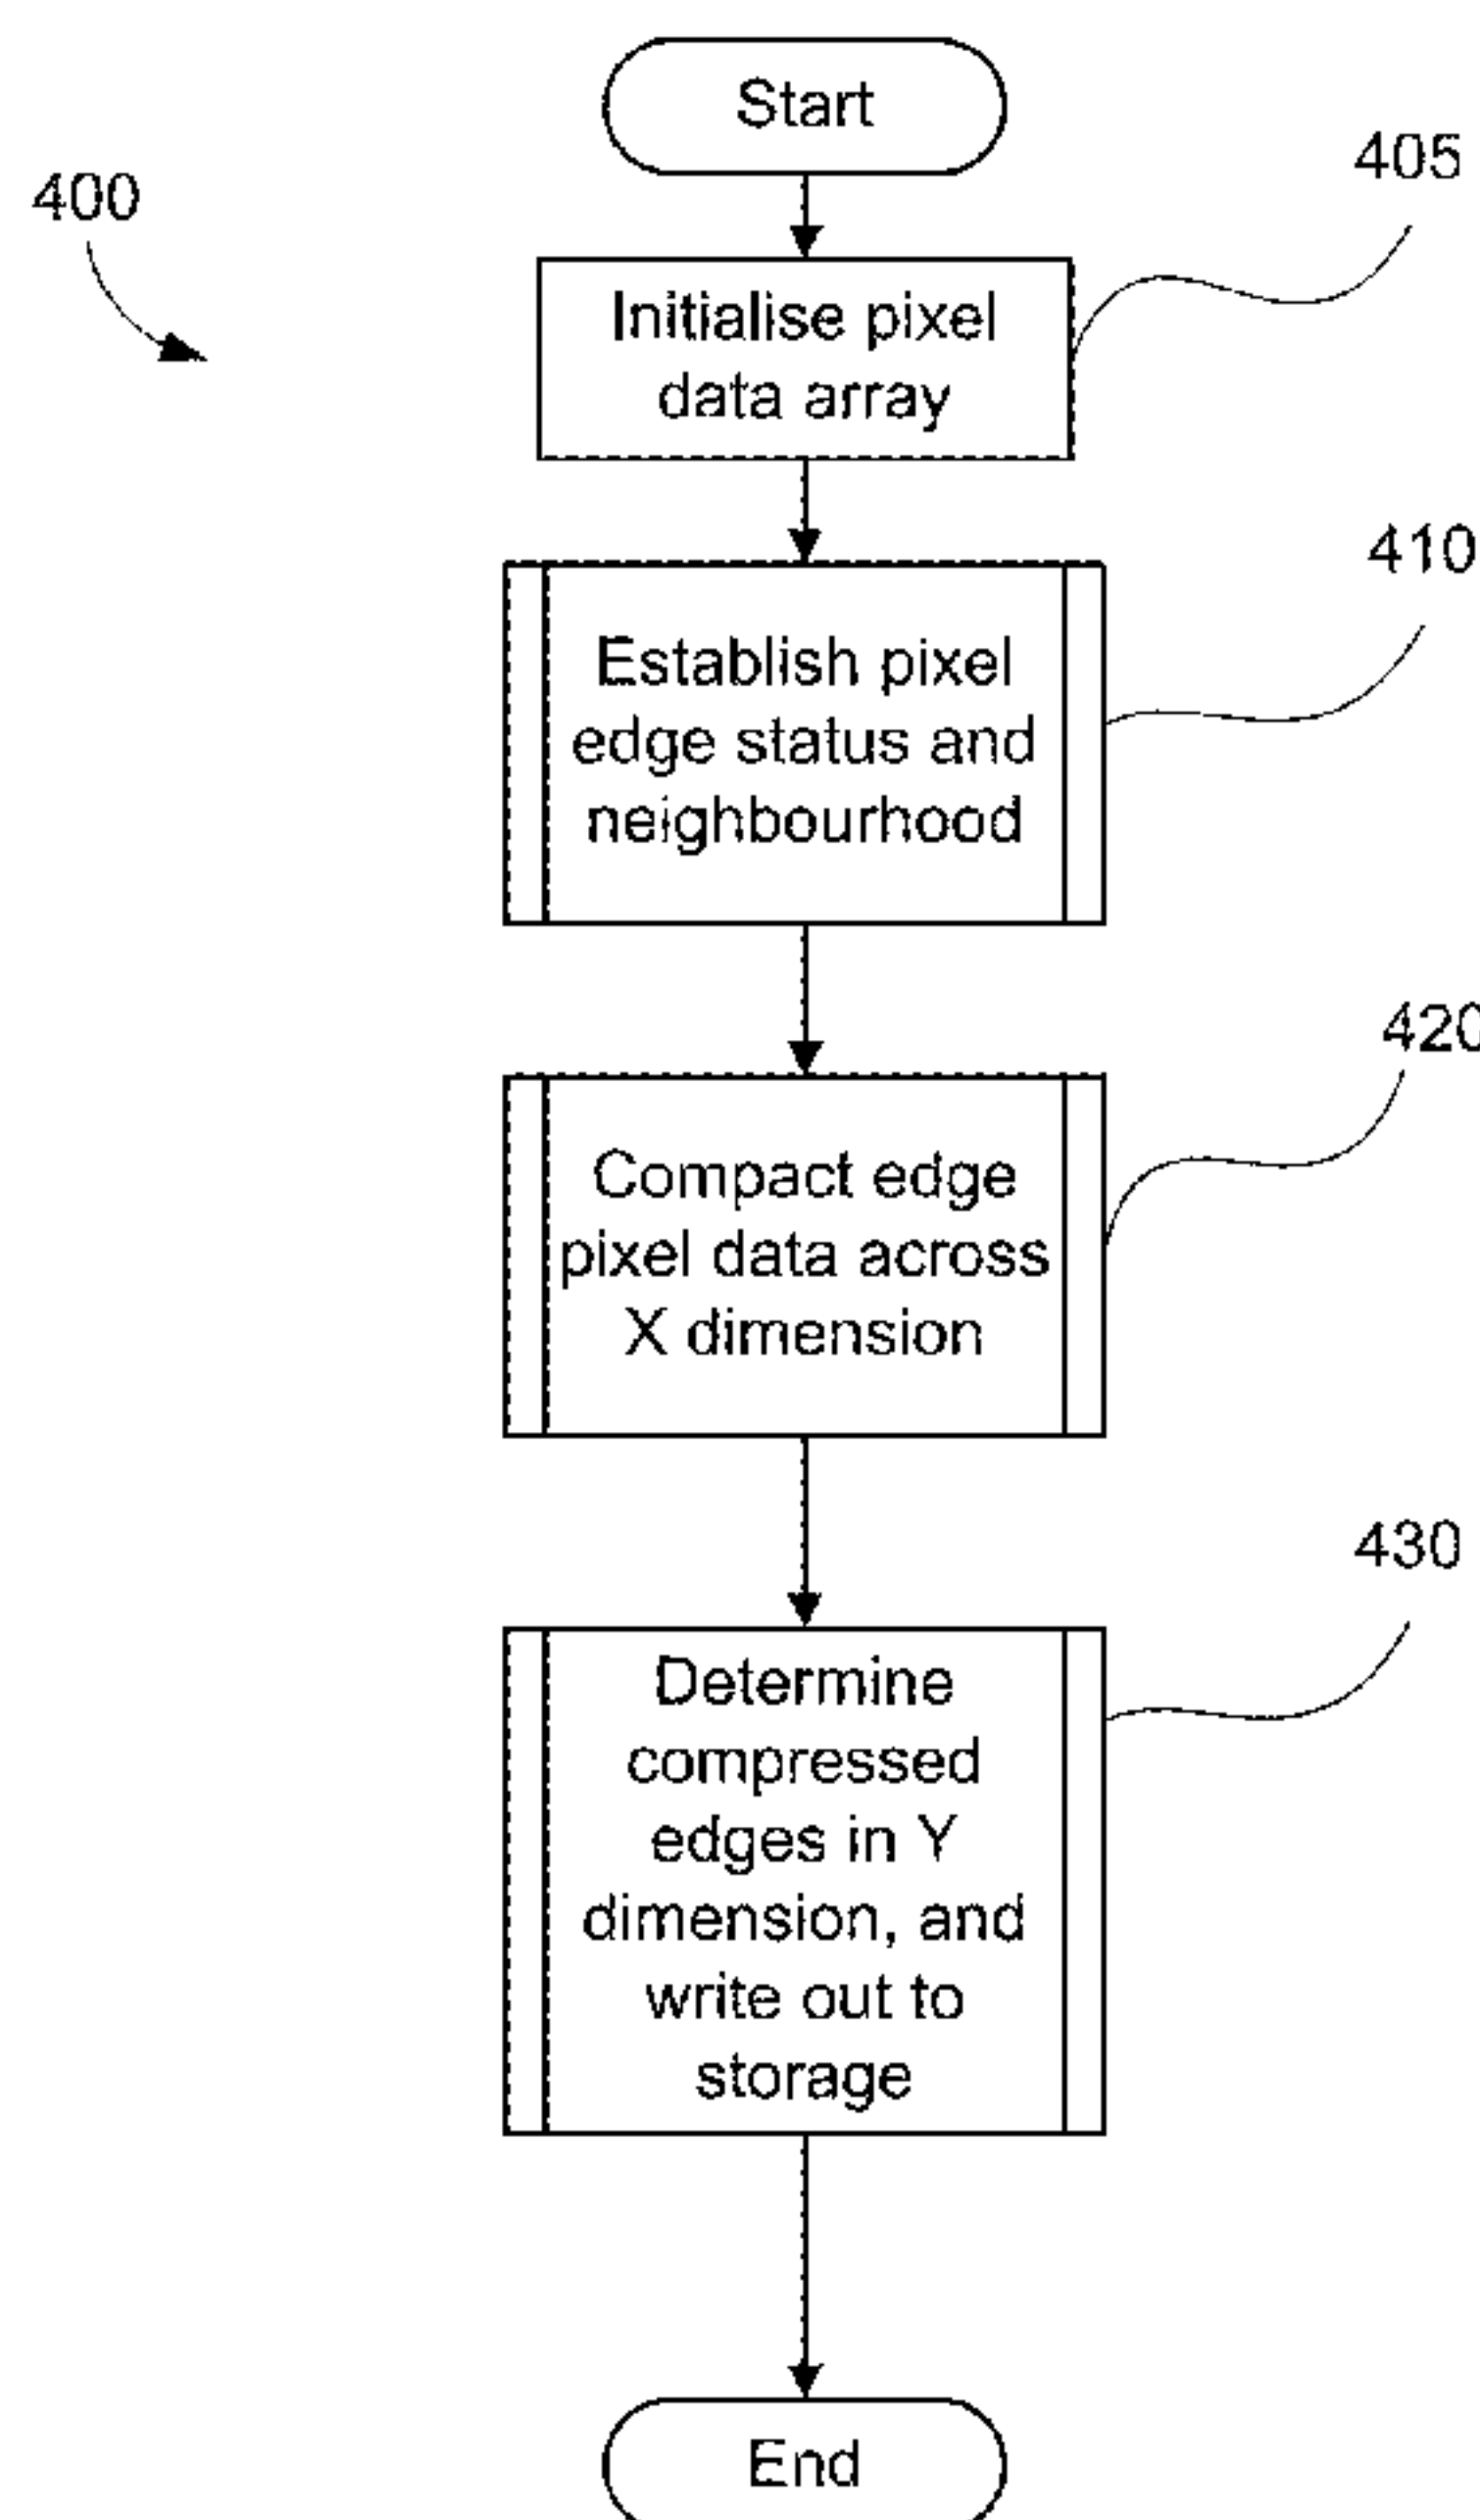 Start
400
405
Initialise pixel
data array
410
Establish pixel
edge status and
neighbourhood
420
Compact edge
pixel data across
X dimension
430
Determine
compressed
edges in Y
dimension, and
write out to
storage
End